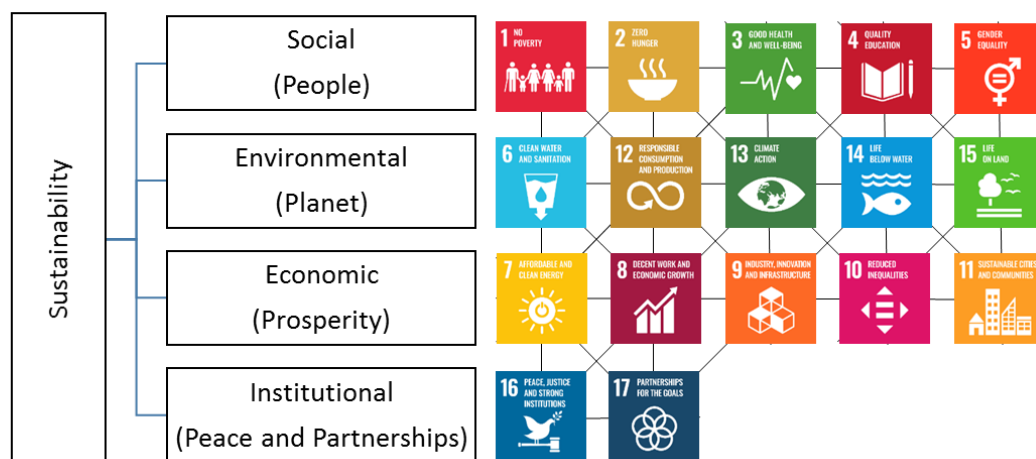 Sustainability
Social
(People)
1 NO
POVERTY
2 ZERO
HUNGER
3 GOOD HEALTH
AND WELL-BEING
4 QUALITY
EDUCATION
5 GENDER
EQUALITY
Environmental
(Planet)
6 CLEAN WATER
AND SANITATION
12 RESPONSIBLE
CONSUMPTION
AND PRODUCTION
13 CLIMATE
ACTION
14 LIFE
BELOW WATER
15 LIFE
ON LAND
Economic
(Prosperity)
7 AFFORDABLE AND
CLEAN ENERGY
8 DECENT WORK AND
ECONOMIC GROWTH
9 INDUSTRY, INNOVATION
AND INFRASTRUCTURE
10 REDUCED
INEQUALITIES
11 SUSTAINABLE CITIES
AND COMMUNITIES
Institutional
(Peace and Partnerships)
16 PEACE, JUSTICE
AND STRONG
INSTITUTIONS
17 PARTNERSHIPS
FOR THE GOALS